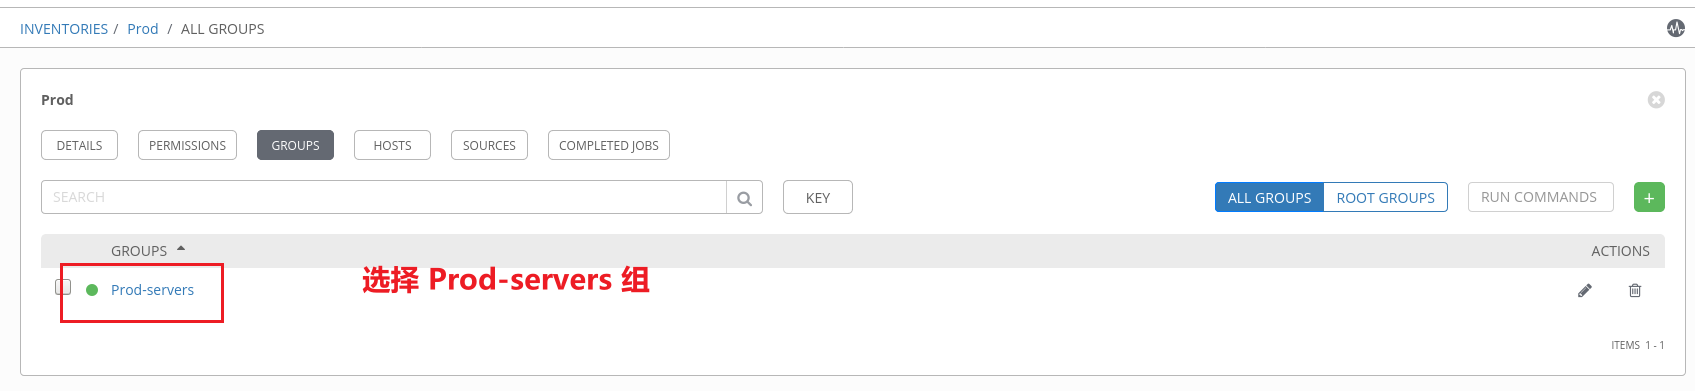 INVENTORIES / Prod / ALL GROUPS
Prod
DETAILS PERMISSIONS GROUPS HOSTS SOURCES COMPLETED JOBS
SEARCH KEY ALL GROUPS ROOT GROUPS RUN COMMANDS +
GROUPS ACTIONS
Prod-servers 选择 Prod-servers 组
ITEMS 1 - 1